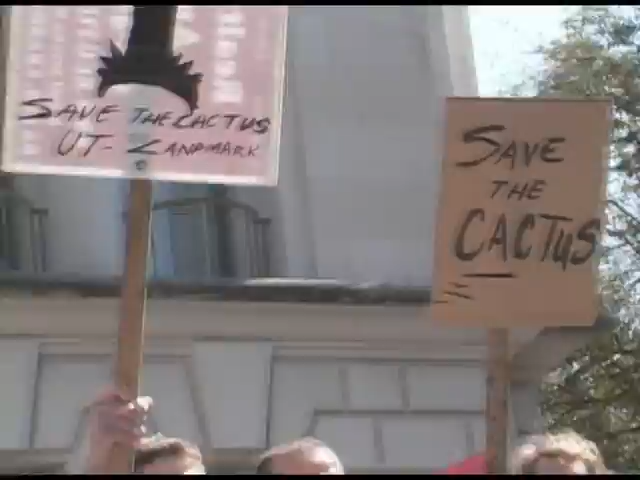 SAVE THE CACTUS
UT- LANDMARK
SAVE
THE
CACTUS